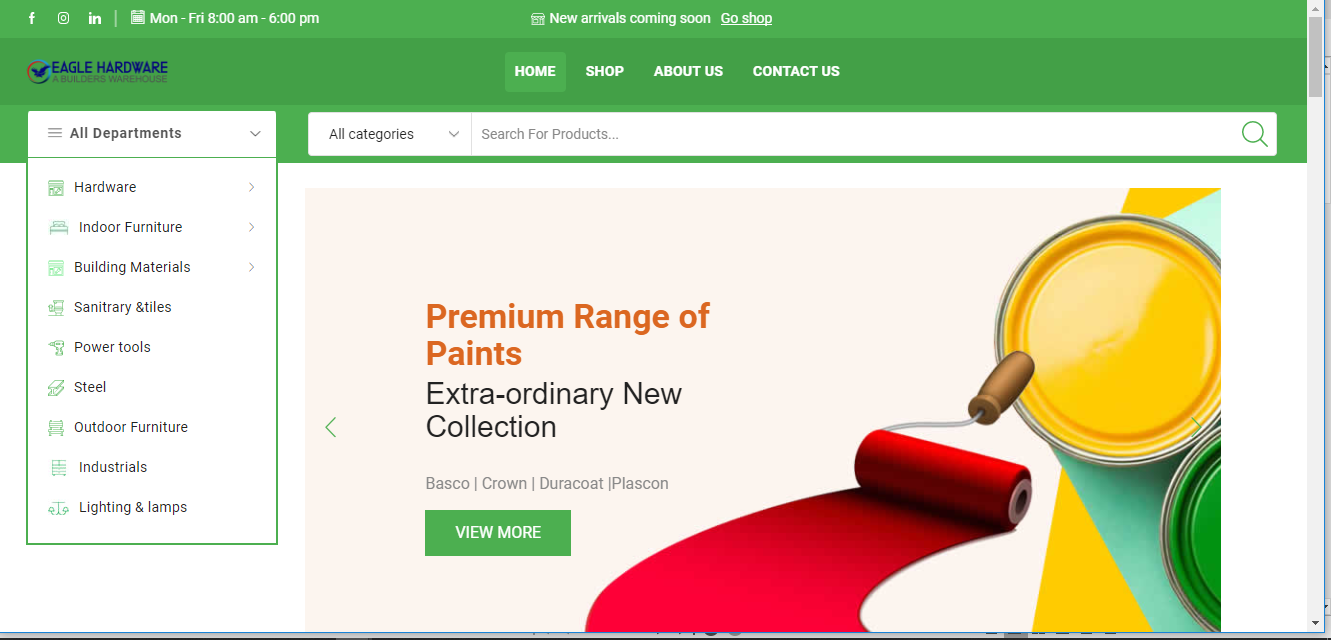 Mon - Fri 8:00 am - 6:00 pm
New arrivals coming soon Go shop
EAGLE HARDWARE
A BUILDERS WAREHOUSE
HOME SHOP ABOUT US CONTACT US
All Departments
All categories
Search For Products...
Hardware
Indoor Furniture
Building Materials
Sanitrary &tiles
Power tools
Steel
Outdoor Furniture
Industrials
Lighting & lamps
Premium Range of
Paints
Extra-ordinary New
Collection
Basco | Crown | Duracoat |Plascon
VIEW MORE